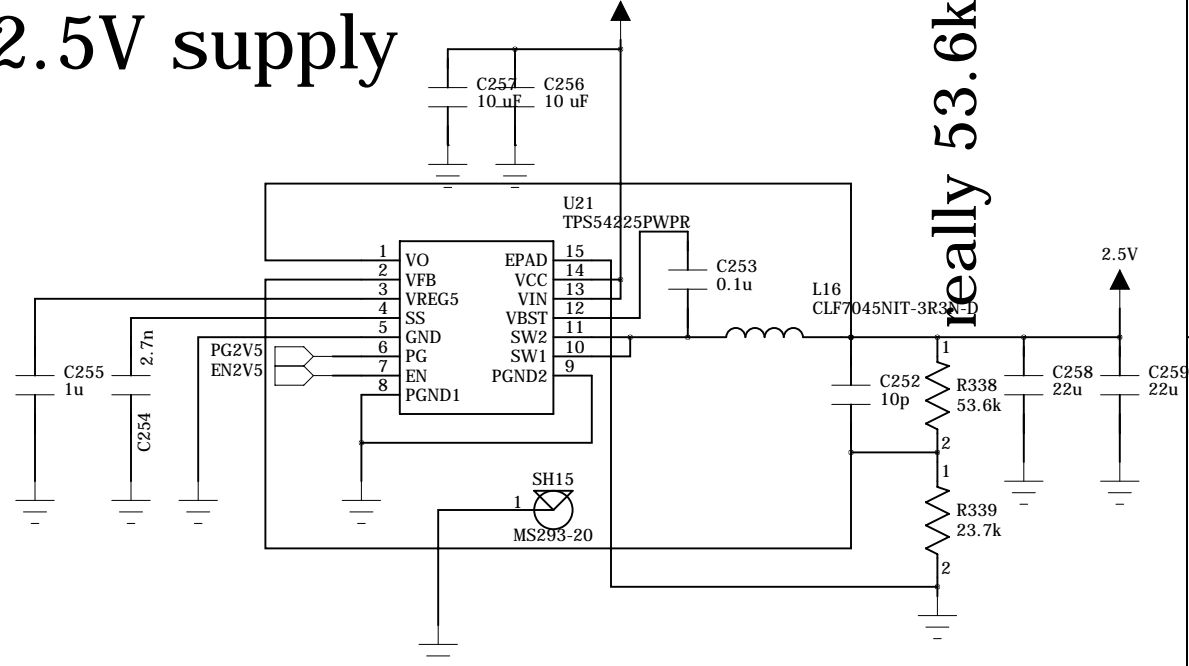 2.5V supply
really 53.6k
C257
10 uF
C256
10 uF
U21
TPS54225PWPR
1 VO
2 VFB
3 VREG5
4 SS
5 GND
6 PG
7 EN
8 PGND1
EPAD 15
VCC 14
VIN 13
VBST 12
SW2 11
SW1 10
PGND2 9
PG2V5
EN2V5
C253
0.1u
L16
CLF7045NIT-3R3N-D
2.5V
C255
1u
2.7n
C254
C252
10p
1
R338
53.6k
2
C258
22u
C259
22u
1
R339
23.7k
2
SH15
1
MS293-20